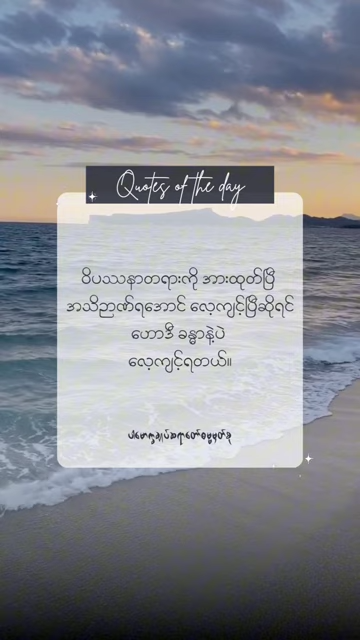 Quotes of the day
ဝိပဿနာတရားကို အားထုတ်ပြီ
အသိဉာဏ်ရအောင် လေ့ကျင့်ပြီဆိုရင်
ဟောဒီ ခန္ဓာနဲ့ပဲ
လေ့ကျင့်ရတယ်။